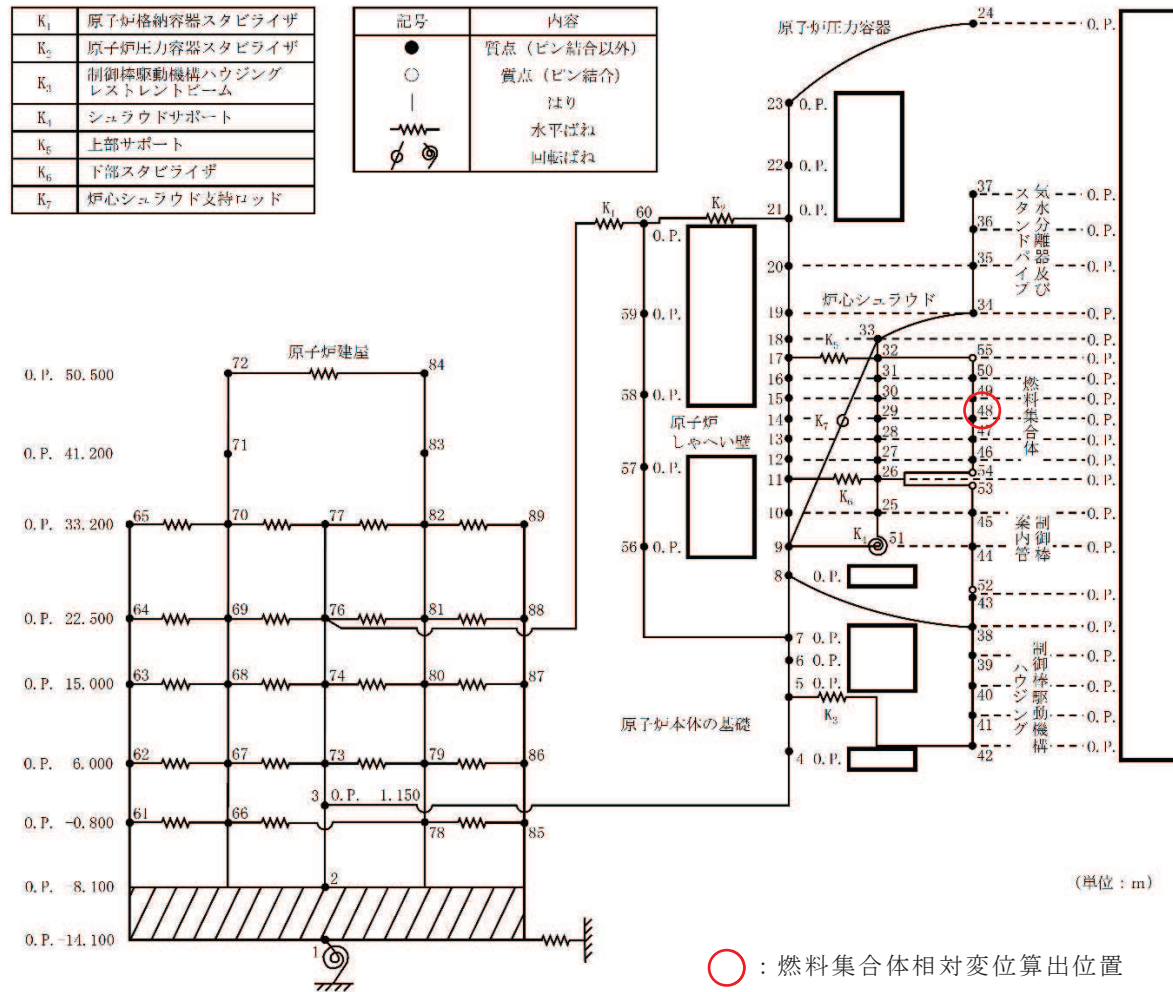 K₁ 原子炉格納容器スタビライザ
K₂ 原子炉圧力容器スタビライザ
K₃ 制御棒駆動機構ハウジング
レストレントビーム
K₄ シュラウドサポート
K₅ 上部サポート
K₆ 下部スタビライザ
K₇ 炉心シュラウド支持ロッド
記号 内容
質点（ピン結合以外）
質点（ピン結合）
はり
水平ばね
回転ばね
原子炉圧力容器
24 O.P.
23 O.P.
22 O.P.
21 O.P.
20
19
18
17
16
15
14
13
12
11
10
9
8 O.P.
7 O.P.
6 O.P.
5 O.P.
4 O.P.
K₁
60
O.P.
K₂
59
58
57
56 O.P.
原子炉
しゃへい壁
炉心シュラウド
33
K₅
32
31
30
29
28
27
26
25
K₇
K₆
K₄
51
K₃
37 O.P.
36 O.P.
35 O.P.
34 O.P.
気水分離器及び
スタンドパイプ
O.P.
55 O.P.
50 O.P.
49 O.P.
48 O.P.
47 O.P.
46 O.P.
54
O.P.
53
45 O.P.
44 O.P.
52
O.P.
43
38 O.P.
39 O.P.
40 O.P.
41 O.P.
42 O.P.
燃料集合体
制御棒
案内管
制御棒駆動機構
ハウジング
原子炉本体の基礎
原子炉建屋
O.P. 50.500 72 84
O.P. 41.200 71 83
O.P. 33.200 65 70 77 82 89
O.P. 22.500 64 69 76 81 88
O.P. 15.000 63 68 74 80 87
O.P. 6.000 62 67 73 79 86
3 O.P. 1.150
O.P. -0.800 61 66 78 85
O.P. -8.100 2
O.P.-14.100 1
（単位：m）
：燃料集合体相対変位算出位置